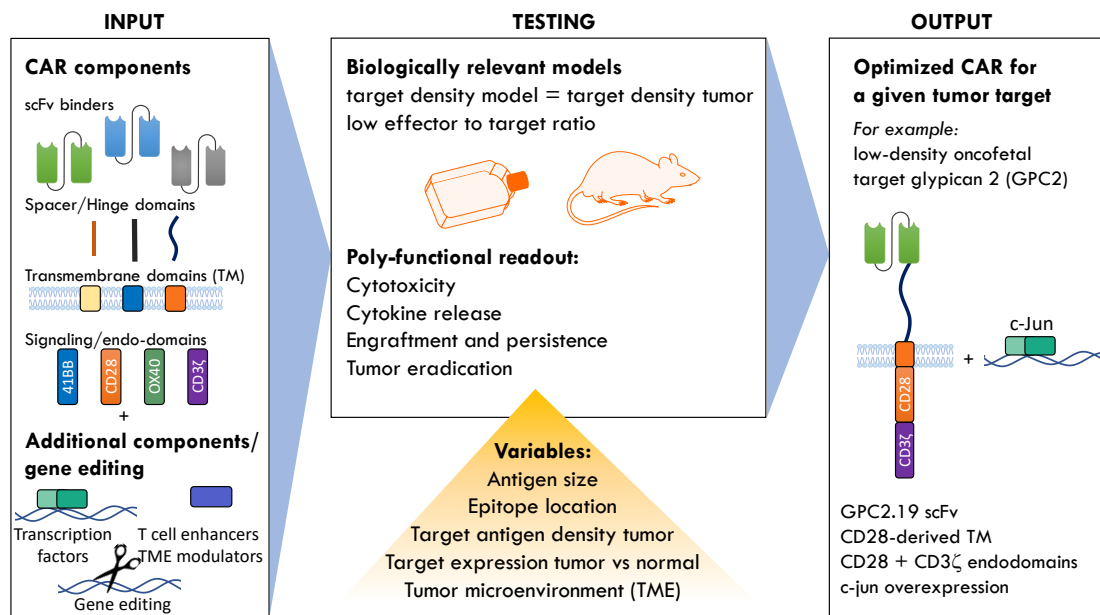 INPUT
CAR components
scFv binders
Spacer/Hinge domains
Transmembrane domains (TM)
Signaling/endo-domains
41BB
CD28
OX40
CD3ζ
+
Additional components/
gene editing
Transcription
factors
T cell enhancers
TME modulators
Gene editing
TESTING
Biologically relevant models
target density model = target density tumor
low effector to target ratio
Poly-functional readout:
Cytotoxicity
Cytokine release
Engraftment and persistence
Tumor eradication
Variables:
Antigen size
Epitope location
Target antigen density tumor
Target expression tumor vs normal
Tumor microenvironment (TME)
OUTPUT
Optimized CAR for
a given tumor target
For example:
low-density oncofetal
target glypican 2 (GPC2)
c-Jun
+
CD28
CD3ζ
GPC2.19 scFv
CD28-derived TM
CD28 + CD3ζ endodomains
c-jun overexpression